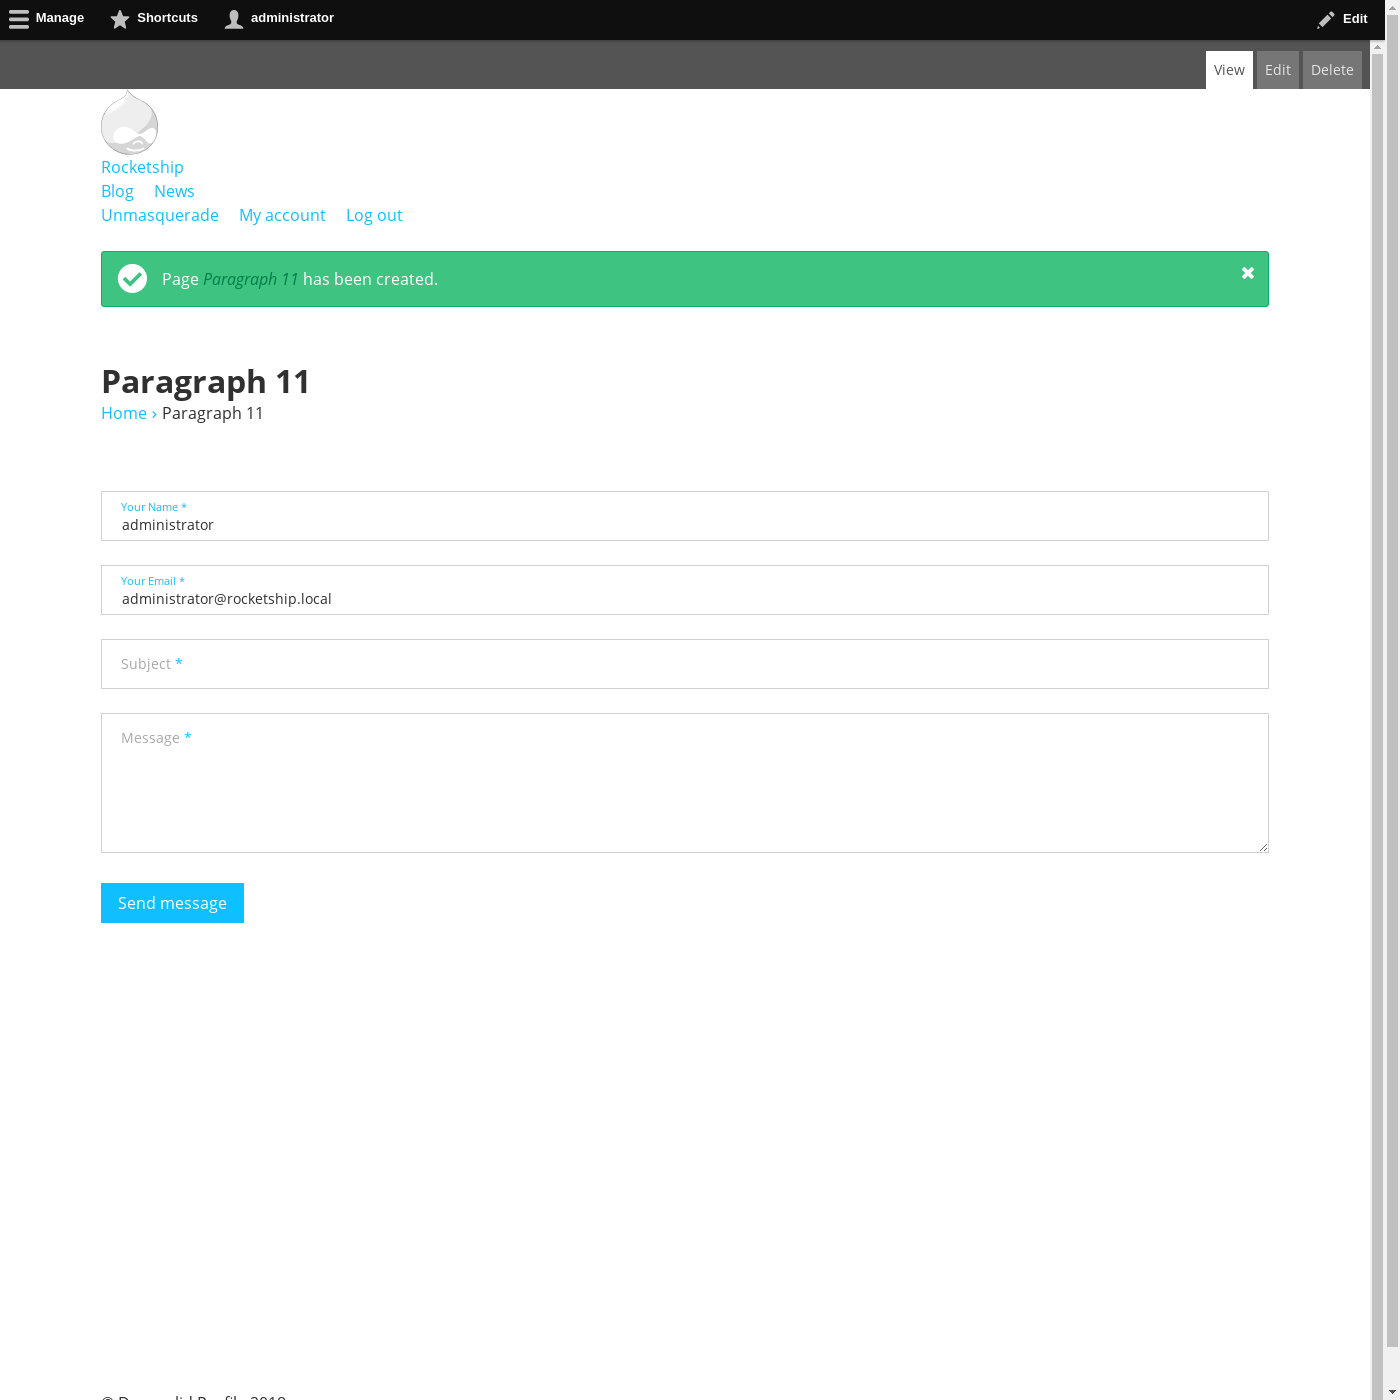 Manage Shortcuts administrator Edit
View Edit Delete
Rocketship
Blog News
Unmasquerade My account Log out
Page Paragraph 11 has been created.
Paragraph 11
Home › Paragraph 11
Your Name *
administrator
Your Email *
administrator@rocketship.local
Subject *
Message *
Send message